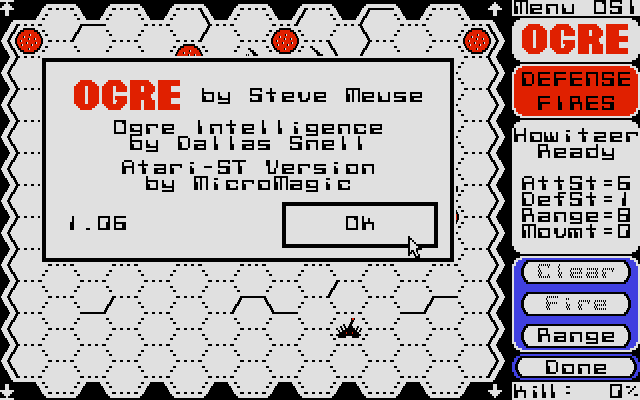 Menu OSI
OGRE
DEFENSE
FIRES
Howitzer
Ready
AttSt=6
DefSt=1
Range=8
Movmt=0
Clear
Fire
Range
Done
Kill: 0%
OGRE by Steve Meuse
Ogre Intelligence
by Dallas Snell
Atari-ST Version
by MicroMagic
1.06
Ok